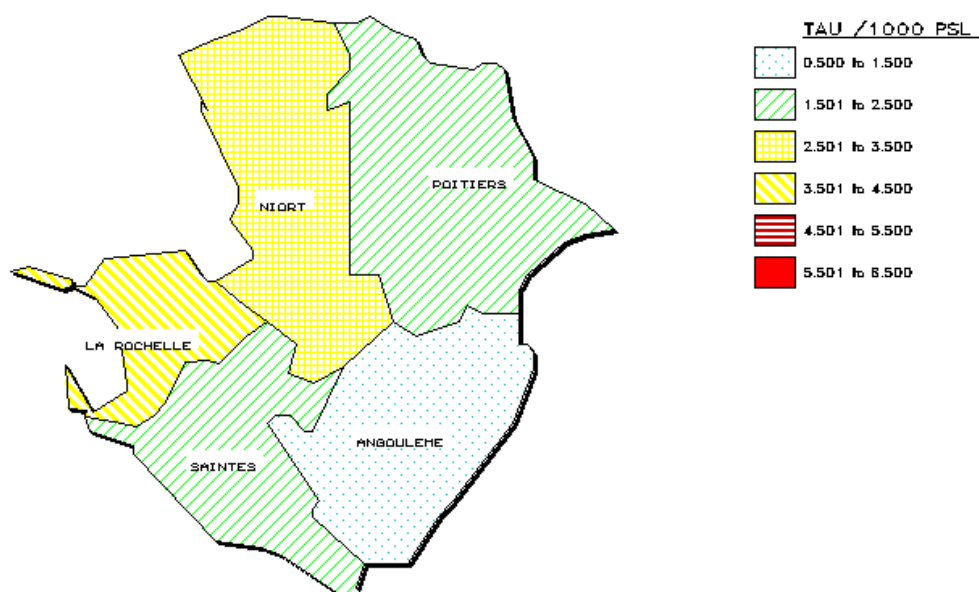 TAU /1000 PSL
0.500 to 1.500
1.501 to 2.500
2.501 to 3.500
3.501 to 4.500
4.501 to 5.500
5.501 to 6.500
POITIERS
NIORT
LA ROCHELLE
ANGOULEME
SAINTES